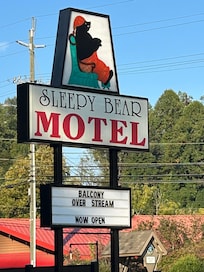 SLEEPY BEAR
MOTEL
BALCONY
OVER STREAM
NOW OPEN